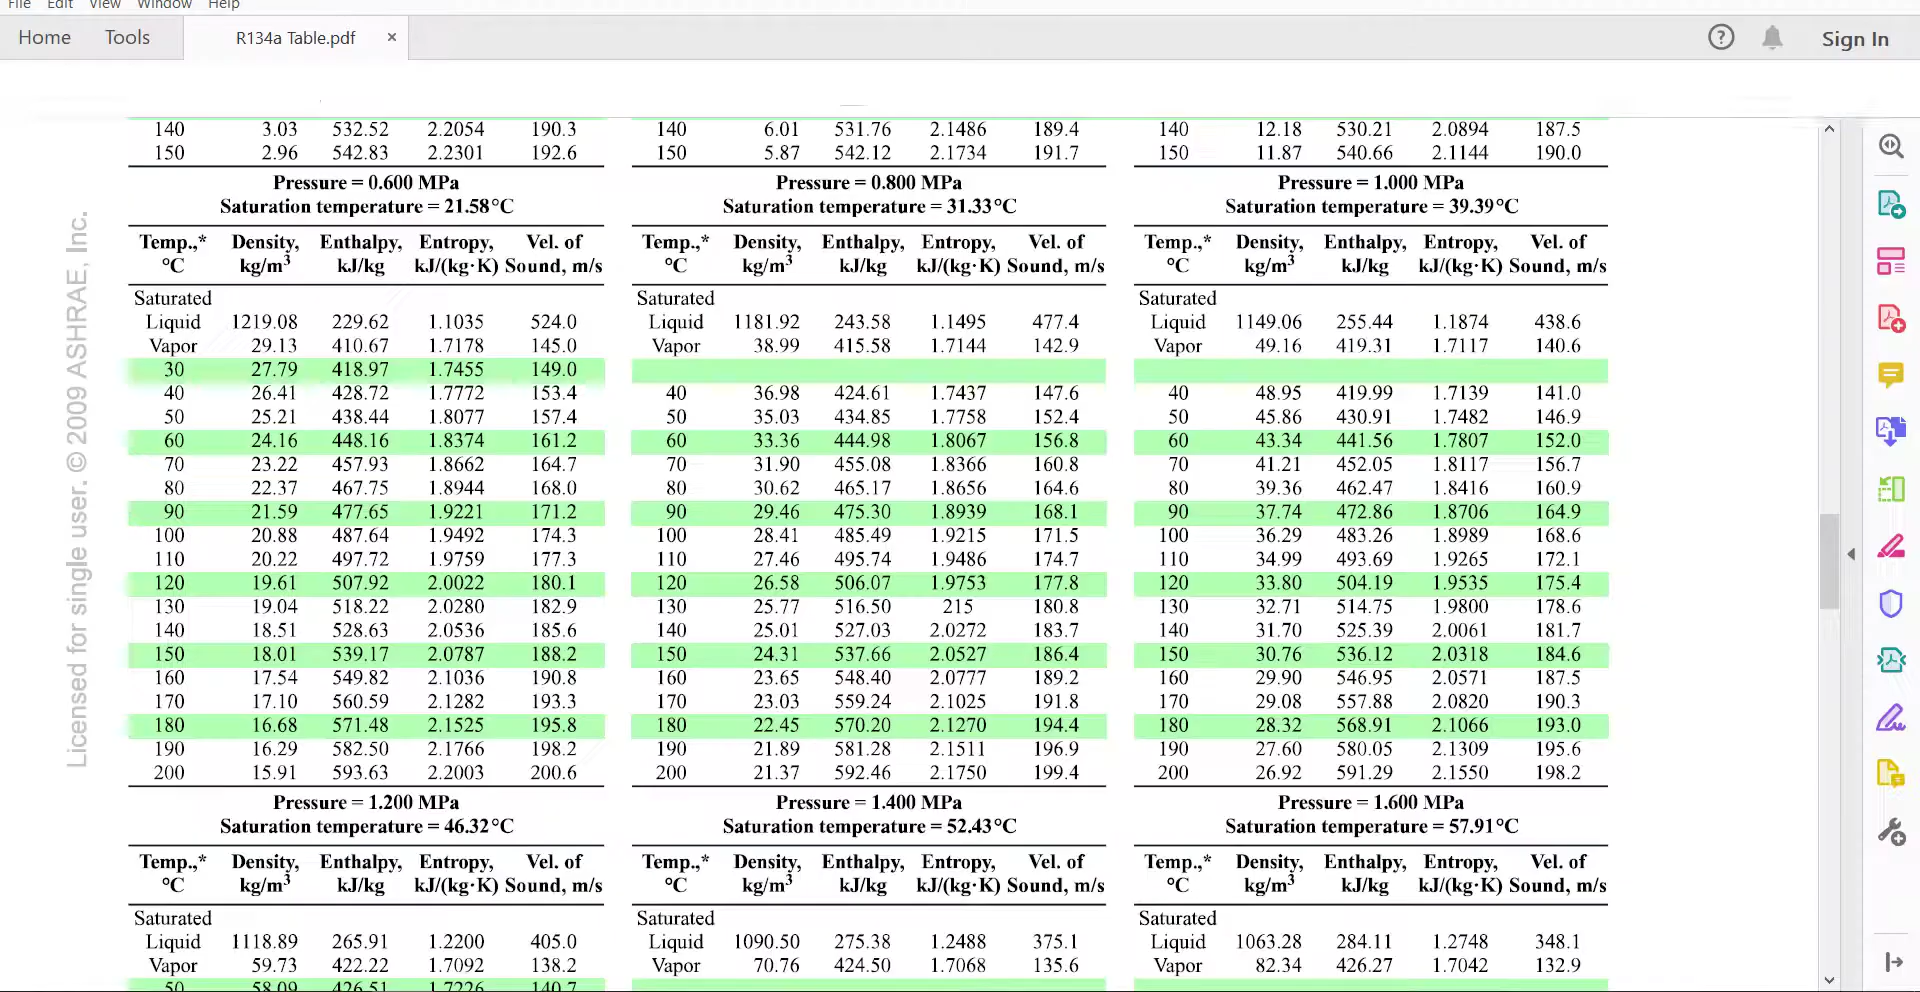 File Edit View Window Help
Home Tools R134a Table.pdf × ? Sign In
140 3.03 532.52 2.2054 190.3 140 6.01 531.76 2.1486 189.4 140 12.18 530.21 2.0894 187.5
150 2.96 542.83 2.2301 192.6 150 5.87 542.12 2.1734 191.7 150 11.87 540.66 2.1144 190.0
Pressure = 0.600 MPa Pressure = 0.800 MPa Pressure = 1.000 MPa
Saturation temperature = 21.58°C Saturation temperature = 31.33°C Saturation temperature = 39.39°C
Temp.,* Density, Enthalpy, Entropy, Vel. of Temp.,* Density, Enthalpy, Entropy, Vel. of Temp.,* Density, Enthalpy, Entropy, Vel. of
°C kg/m³ kJ/kg kJ/(kg·K) Sound, m/s °C kg/m³ kJ/kg kJ/(kg·K) Sound, m/s °C kg/m³ kJ/kg kJ/(kg·K) Sound, m/s
Saturated Saturated Saturated
Liquid 1219.08 229.62 1.1035 524.0 Liquid 1181.92 243.58 1.1495 477.4 Liquid 1149.06 255.44 1.1874 438.6
Vapor 29.13 410.67 1.7178 145.0 Vapor 38.99 415.58 1.7144 142.9 Vapor 49.16 419.31 1.7117 140.6
30 27.79 418.97 1.7455 149.0
40 26.41 428.72 1.7772 153.4 40 36.98 424.61 1.7437 147.6 40 48.95 419.99 1.7139 141.0
50 25.21 438.44 1.8077 157.4 50 35.03 434.85 1.7758 152.4 50 45.86 430.91 1.7482 146.9
60 24.16 448.16 1.8374 161.2 60 33.36 444.98 1.8067 156.8 60 43.34 441.56 1.7807 152.0
70 23.22 457.93 1.8662 164.7 70 31.90 455.08 1.8366 160.8 70 41.21 452.05 1.8117 156.7
80 22.37 467.75 1.8944 168.0 80 30.62 465.17 1.8656 164.6 80 39.36 462.47 1.8416 160.9
90 21.59 477.65 1.9221 171.2 90 29.46 475.30 1.8939 168.1 90 37.74 472.86 1.8706 164.9
100 20.88 487.64 1.9492 174.3 100 28.41 485.49 1.9215 171.5 100 36.29 483.26 1.8989 168.6
110 20.22 497.72 1.9759 177.3 110 27.46 495.74 1.9486 174.7 110 34.99 493.69 1.9265 172.1
120 19.61 507.92 2.0022 180.1 120 26.58 506.07 1.9753 177.8 120 33.80 504.19 1.9535 175.4
130 19.04 518.22 2.0280 182.9 130 25.77 516.50 215 180.8 130 32.71 514.75 1.9800 178.6
140 18.51 528.63 2.0536 185.6 140 25.01 527.03 2.0272 183.7 140 31.70 525.39 2.0061 181.7
150 18.01 539.17 2.0787 188.2 150 24.31 537.66 2.0527 186.4 150 30.76 536.12 2.0318 184.6
160 17.54 549.82 2.1036 190.8 160 23.65 548.40 2.0777 189.2 160 29.90 546.95 2.0571 187.5
170 17.10 560.59 2.1282 193.3 170 23.03 559.24 2.1025 191.8 170 29.08 557.88 2.0820 190.3
180 16.68 571.48 2.1525 195.8 180 22.45 570.20 2.1270 194.4 180 28.32 568.91 2.1066 193.0
190 16.29 582.50 2.1766 198.2 190 21.89 581.28 2.1511 196.9 190 27.60 580.05 2.1309 195.6
200 15.91 593.63 2.2003 200.6 200 21.37 592.46 2.1750 199.4 200 26.92 591.29 2.1550 198.2
Pressure = 1.200 MPa Pressure = 1.400 MPa Pressure = 1.600 MPa
Saturation temperature = 46.32°C Saturation temperature = 52.43°C Saturation temperature = 57.91°C
Temp.,* Density, Enthalpy, Entropy, Vel. of Temp.,* Density, Enthalpy, Entropy, Vel. of Temp.,* Density, Enthalpy, Entropy, Vel. of
°C kg/m³ kJ/kg kJ/(kg·K) Sound, m/s °C kg/m³ kJ/kg kJ/(kg·K) Sound, m/s °C kg/m³ kJ/kg kJ/(kg·K) Sound, m/s
Saturated Saturated Saturated
Liquid 1118.89 265.91 1.2200 405.0 Liquid 1090.50 275.38 1.2488 375.1 Liquid 1063.28 284.11 1.2748 348.1
Vapor 59.73 422.22 1.7092 138.2 Vapor 70.76 424.50 1.7068 135.6 Vapor 82.34 426.27 1.7042 132.9
50 58.09 426.51 1.7226 140.7
Licensed for single user. © 2009 ASHRAE, Inc.